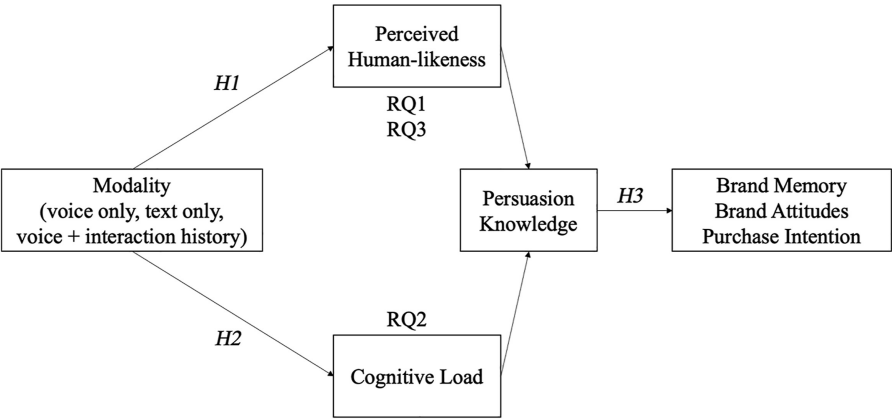 Perceived
Human-likeness
H1
RQ1
RQ3
Modality
(voice only, text only,
voice + interaction history)
Persuasion
Knowledge
H3
Brand Memory
Brand Attitudes
Purchase Intention
H2
RQ2
Cognitive Load